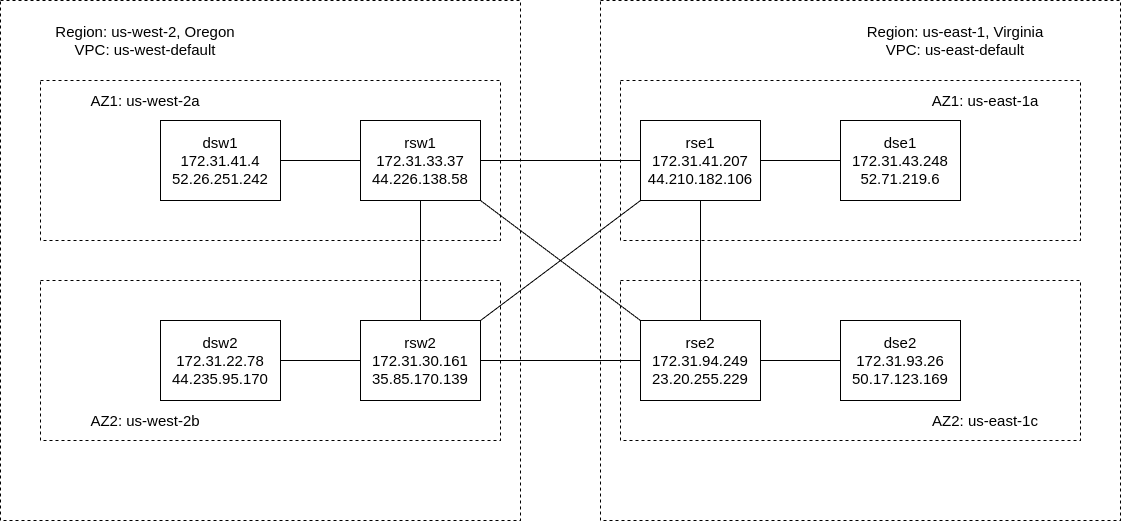 Region: us-west-2, Oregon
VPC: us-west-default
Region: us-east-1, Virginia
VPC: us-east-default
AZ1: us-west-2a
AZ1: us-east-1a
dsw1
172.31.41.4
52.26.251.242
rsw1
172.31.33.37
44.226.138.58
rse1
172.31.41.207
44.210.182.106
dse1
172.31.43.248
52.71.219.6
dsw2
172.31.22.78
44.235.95.170
rsw2
172.31.30.161
35.85.170.139
rse2
172.31.94.249
23.20.255.229
dse2
172.31.93.26
50.17.123.169
AZ2: us-west-2b
AZ2: us-east-1c